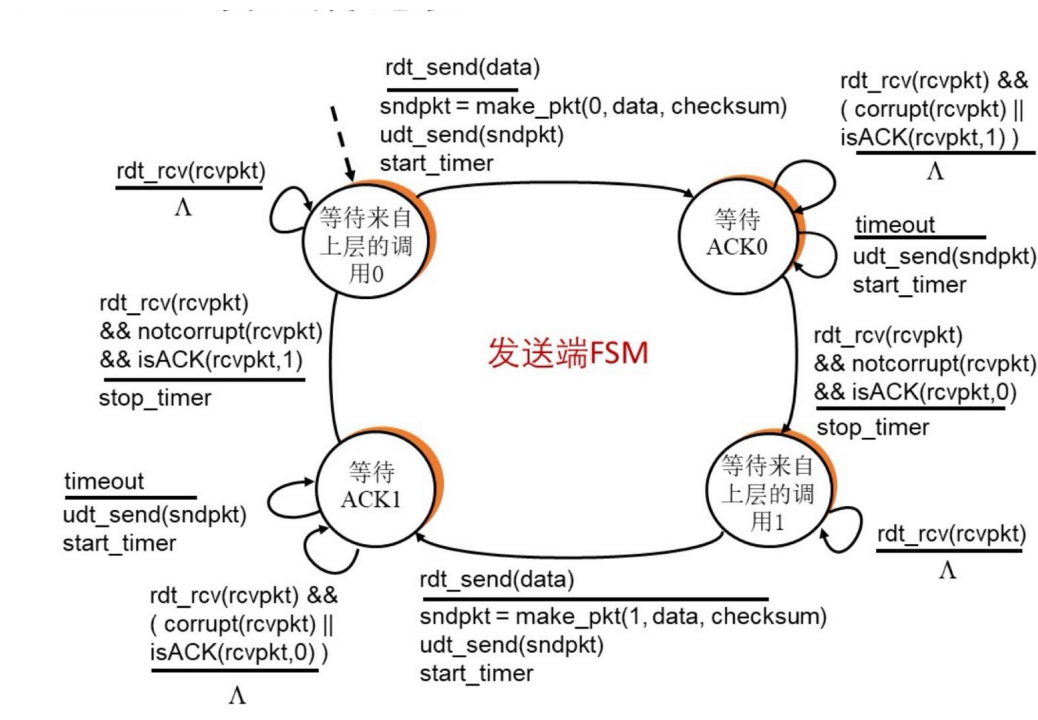 rdt_send(data)
sndpkt = make_pkt(0, data, checksum)
udt_send(sndpkt)
start_timer
rdt_rcv(rcvpkt) &&
( corrupt(rcvpkt) ||
isACK(rcvpkt,1) )
Λ
rdt_rcv(rcvpkt)
Λ
等待来自
上层的调
用0
等待
ACK0
timeout
udt_send(sndpkt)
start_timer
rdt_rcv(rcvpkt)
&& notcorrupt(rcvpkt)
&& isACK(rcvpkt,1)
stop_timer
发送端FSM
rdt_rcv(rcvpkt)
&& notcorrupt(rcvpkt)
&& isACK(rcvpkt,0)
stop_timer
timeout
udt_send(sndpkt)
start_timer
等待
ACK1
等待来自
上层的调
用1
rdt_rcv(rcvpkt)
Λ
rdt_rcv(rcvpkt) &&
( corrupt(rcvpkt) ||
isACK(rcvpkt,0) )
Λ
rdt_send(data)
sndpkt = make_pkt(1, data, checksum)
udt_send(sndpkt)
start_timer